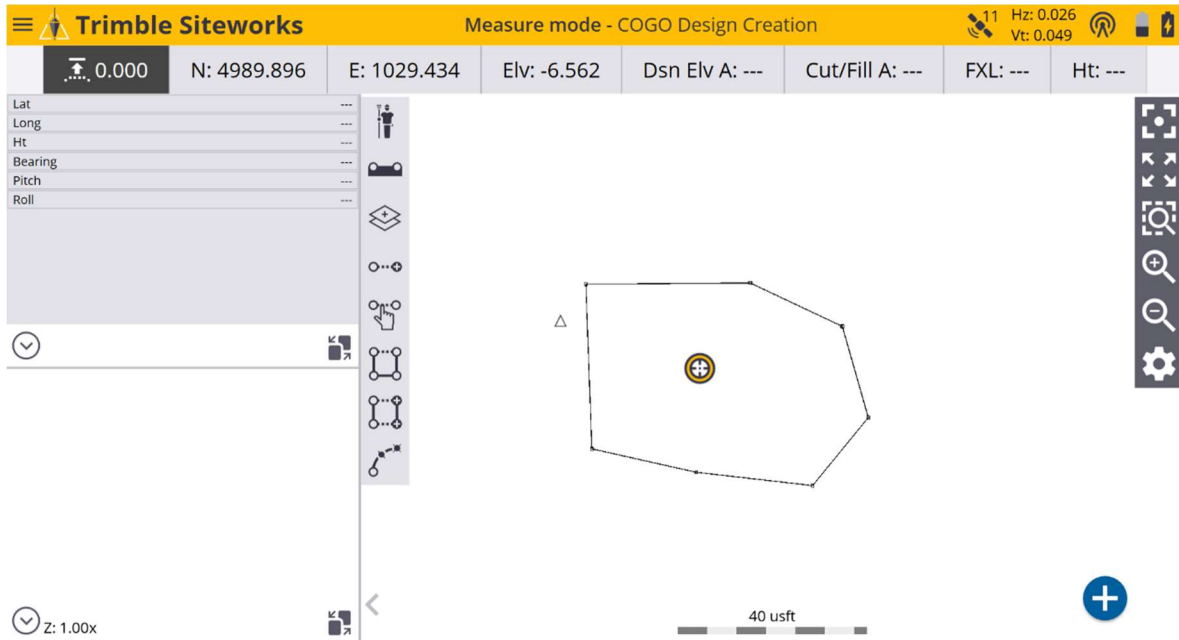 Trimble Siteworks
Measure mode - COGO Design Creation
11
Hz: 0.026
Vt: 0.049
0.000
N: 4989.896
E: 1029.434
Elv: -6.562
Dsn Elv A: ---
Cut/Fill A: ---
FXL: ---
Ht: ---
Lat ---
Long ---
Ht ---
Bearing ---
Pitch ---
Roll ---
Z: 1.00x
40 usft